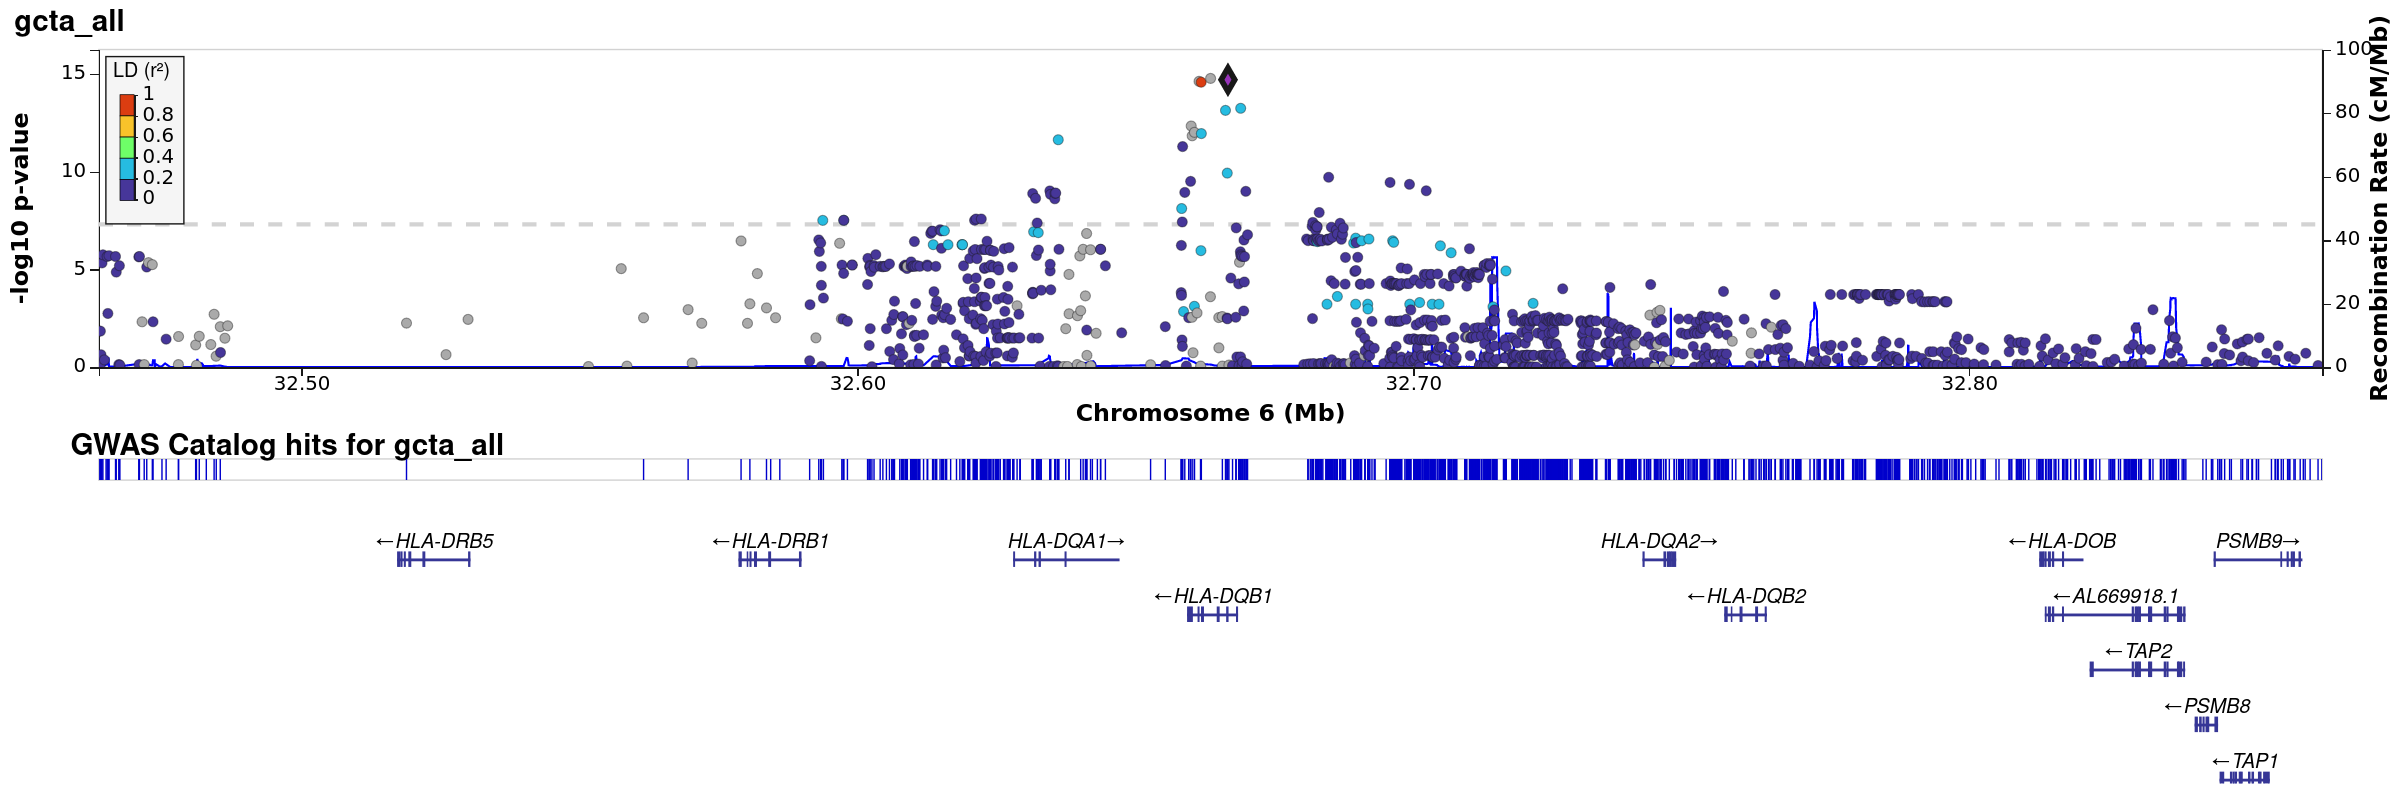 gcta_all
-log10 p-value
15
10
5
0
LD (r²)
1
0.8
0.6
0.4
0.2
0
100
80
60
40
20
0
Recombination Rate (cM/Mb)
32.50 32.60 32.70 32.80
Chromosome 6 (Mb)
GWAS Catalog hits for gcta_all
←HLA-DRB5 ←HLA-DRB1 HLA-DQA1→ HLA-DQA2→ ←HLA-DOB PSMB9→
←HLA-DQB1 ←HLA-DQB2 ←AL669918.1
←TAP2
←PSMB8
←TAP1